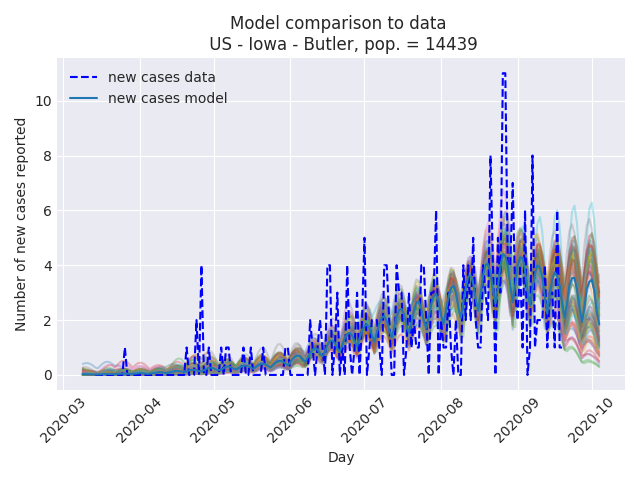 Model comparison to data
US - Iowa - Butler, pop. = 14439
new cases data
new cases model
Number of new cases reported
10
8
6
4
2
0
2020-03
2020-04
2020-05
2020-06
2020-07
2020-08
2020-09
2020-10
Day